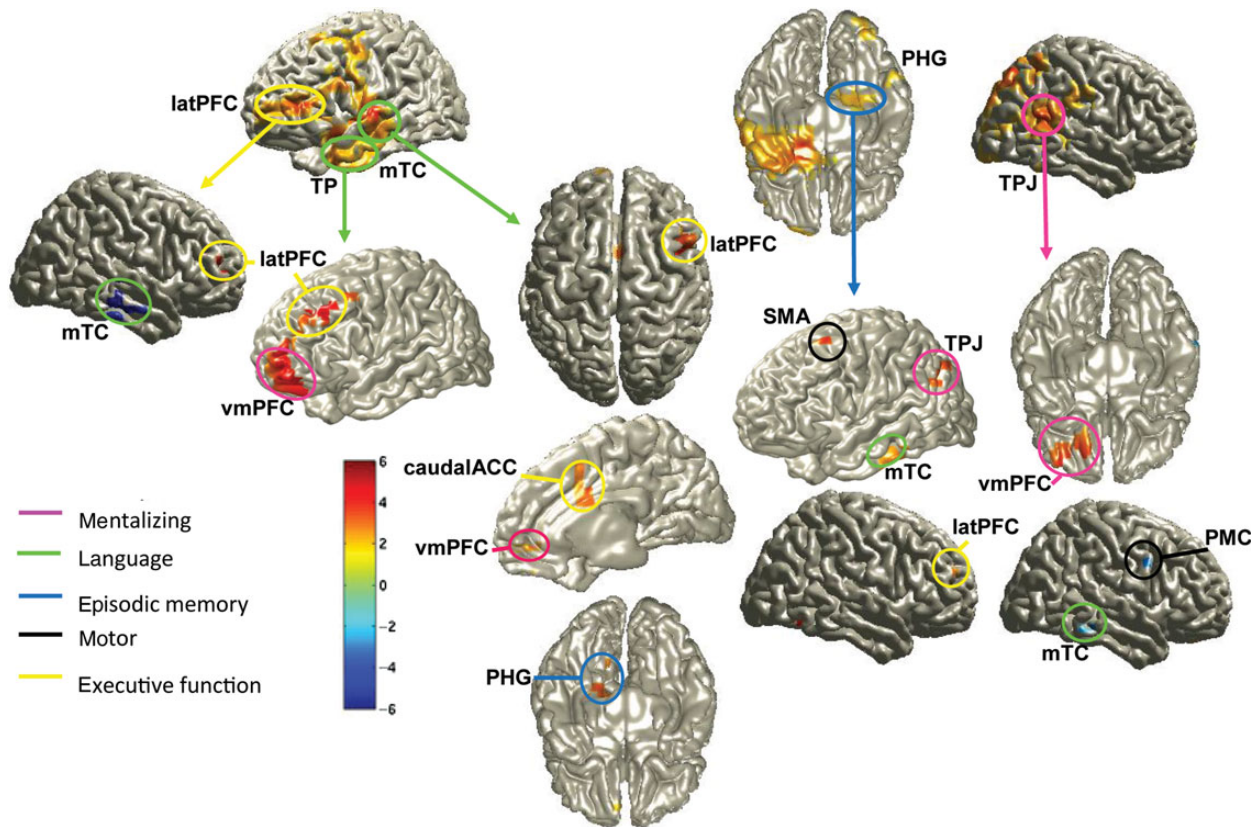 PHG
latPFC
TPJ
mTC
TP
latPFC
latPFC
mTC
SMA
TPJ
vmPFC
mTC
caudalACC
vmPFC
vmPFC
latPFC
PMC
mTC
PHG
Mentalizing
Language
Episodic memory
Motor
Executive function
6
4
2
0
−2
−4
−6